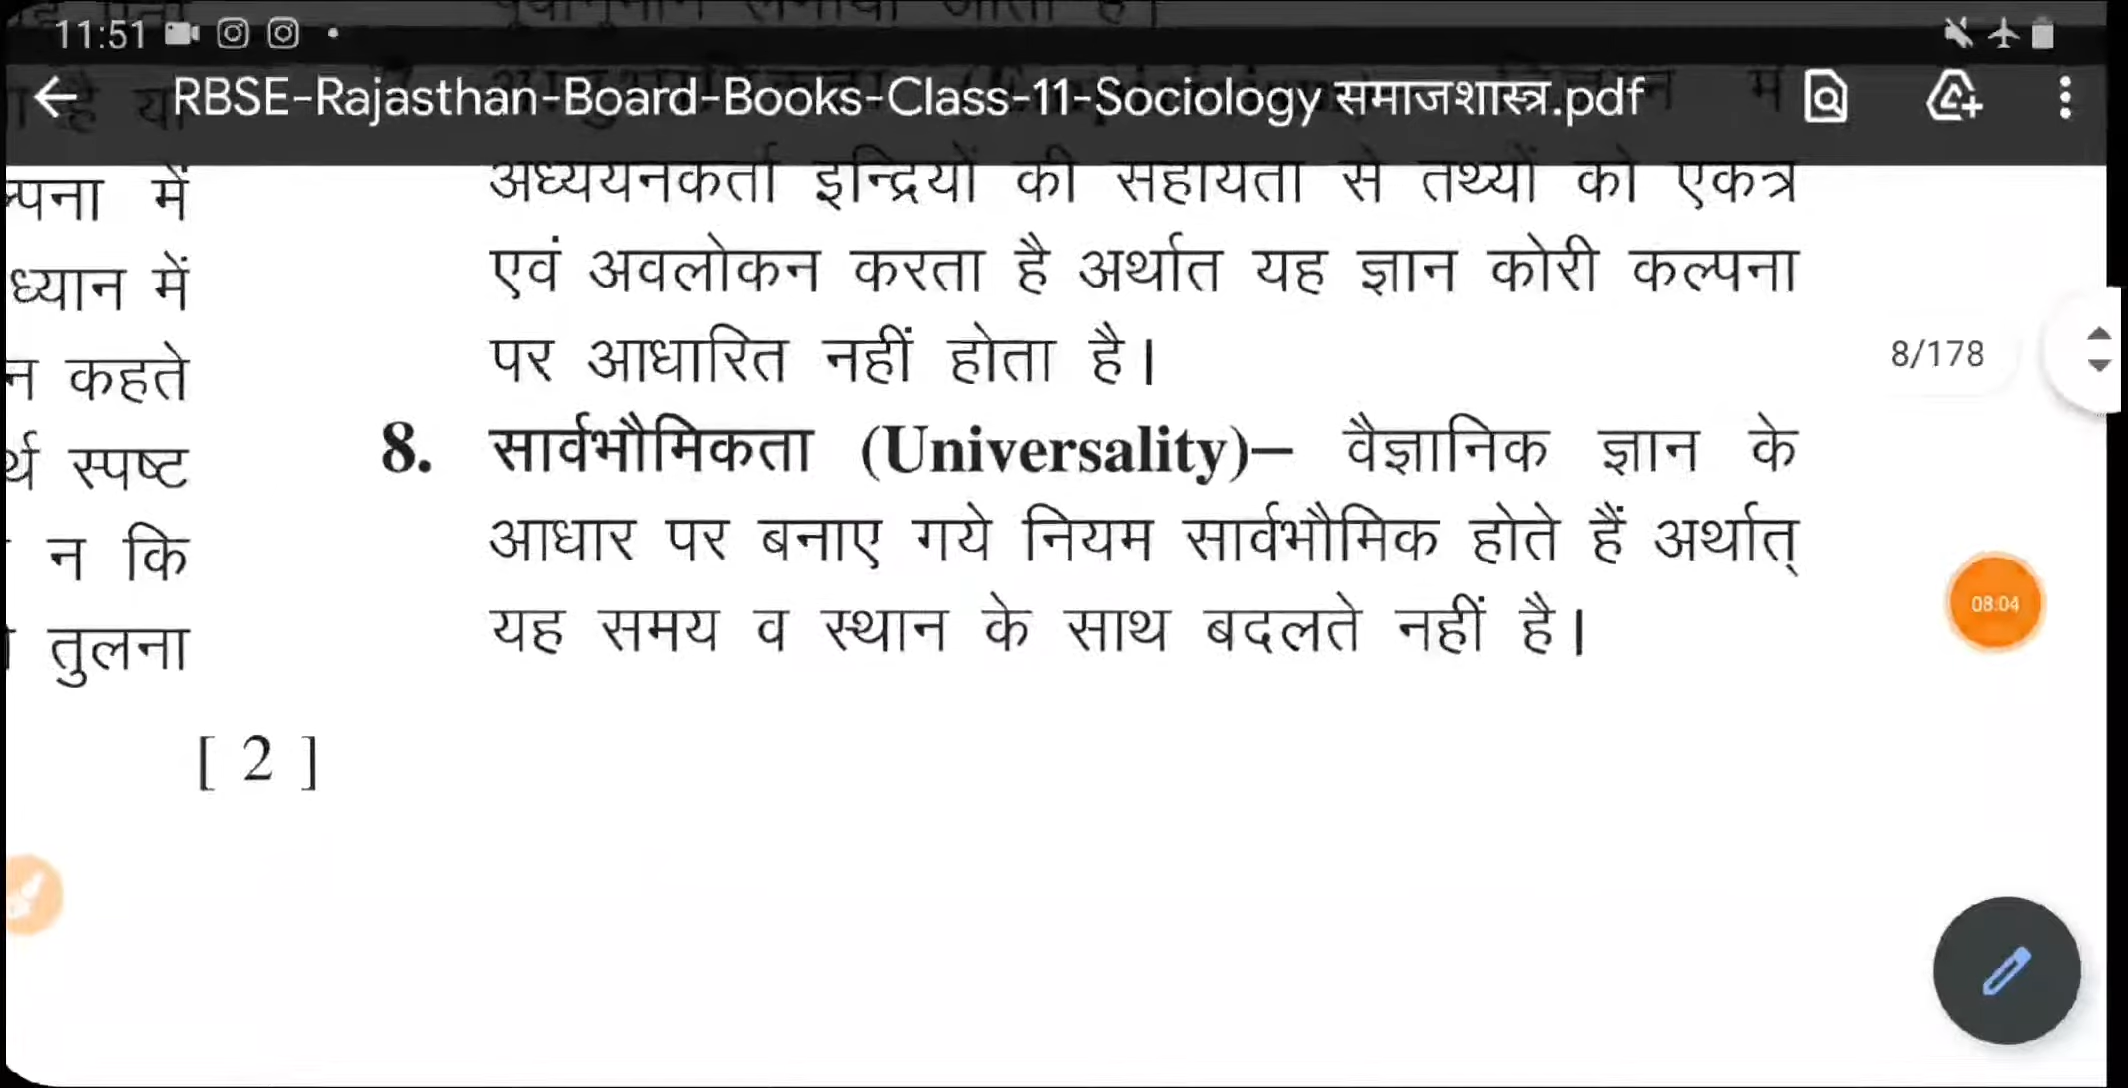 11:51
RBSE-Rajasthan-Board-Books-Class-11-Sociology समाजशास्त्र.pdf
ल्पना में
ध्यान में
न कहते
र्थ स्पष्ट
न कि
तुलना
अध्ययनकर्ता इन्द्रियों की सहायता से तथ्यों को एकत्र
एवं अवलोकन करता है अर्थात यह ज्ञान कोरी कल्पना
पर आधारित नहीं होता है।
8. सार्वभौमिकता (Universality)– वैज्ञानिक ज्ञान के
आधार पर बनाए गये नियम सार्वभौमिक होते हैं अर्थात्
यह समय व स्थान के साथ बदलते नहीं है।
[ 2 ]
8/178
08:04